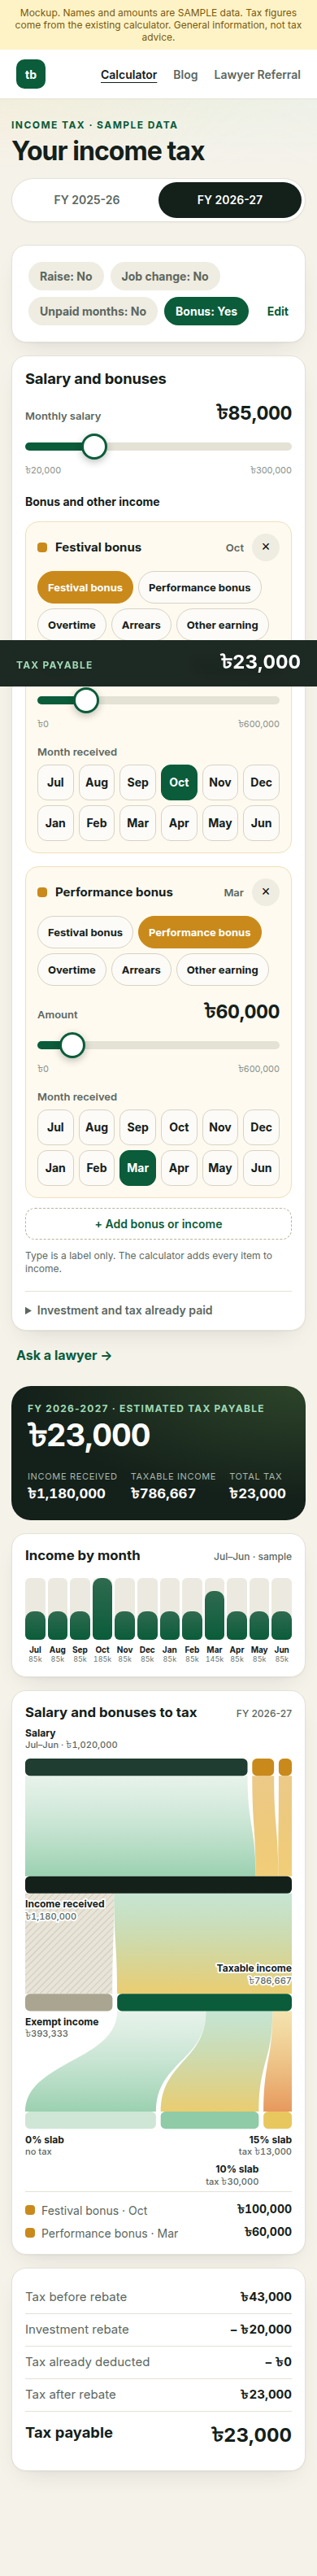 Mockup. Names and amounts are SAMPLE data. Tax figures
come from the existing calculator. General information, not tax
advice.
tb
Calculator Blog Lawyer Referral
INCOME TAX · SAMPLE DATA
Your income tax
FY 2025-26 FY 2026-27
Raise: No Job change: No
Unpaid months: No Bonus: Yes Edit
Salary and bonuses
Monthly salary ৳85,000
৳20,000 ৳300,000
Bonus and other income
Festival bonus Oct ×
Festival bonus Performance bonus
Overtime Arrears Other earning
TAX PAYABLE ৳23,000
৳0 ৳600,000
Month received
Jul Aug Sep Oct Nov Dec
Jan Feb Mar Apr May Jun
Performance bonus Mar ×
Festival bonus Performance bonus
Overtime Arrears Other earning
Amount ৳60,000
৳0 ৳600,000
Month received
Jul Aug Sep Oct Nov Dec
Jan Feb Mar Apr May Jun
+ Add bonus or income
Type is a label only. The calculator adds every item to
income.
▶ Investment and tax already paid
Ask a lawyer →
FY 2026-2027 · ESTIMATED TAX PAYABLE
৳23,000
INCOME RECEIVED TAXABLE INCOME TOTAL TAX
৳1,180,000 ৳786,667 ৳23,000
Income by month Jul–Jun · sample
Jul Aug Sep Oct Nov Dec Jan Feb Mar Apr May Jun
85k 85k 85k 185k 85k 85k 85k 85k 145k 85k 85k 85k
Salary and bonuses to tax FY 2026-27
Salary
Jul–Jun · ৳1,020,000
Income received
৳1,180,000
Taxable income
৳786,667
Exempt income
৳393,333
0% slab 15% slab
no tax tax ৳13,000
10% slab
tax ৳30,000
Festival bonus · Oct ৳100,000
Performance bonus · Mar ৳60,000
Tax before rebate ৳43,000
Investment rebate − ৳20,000
Tax already deducted − ৳0
Tax after rebate ৳23,000
Tax payable ৳23,000